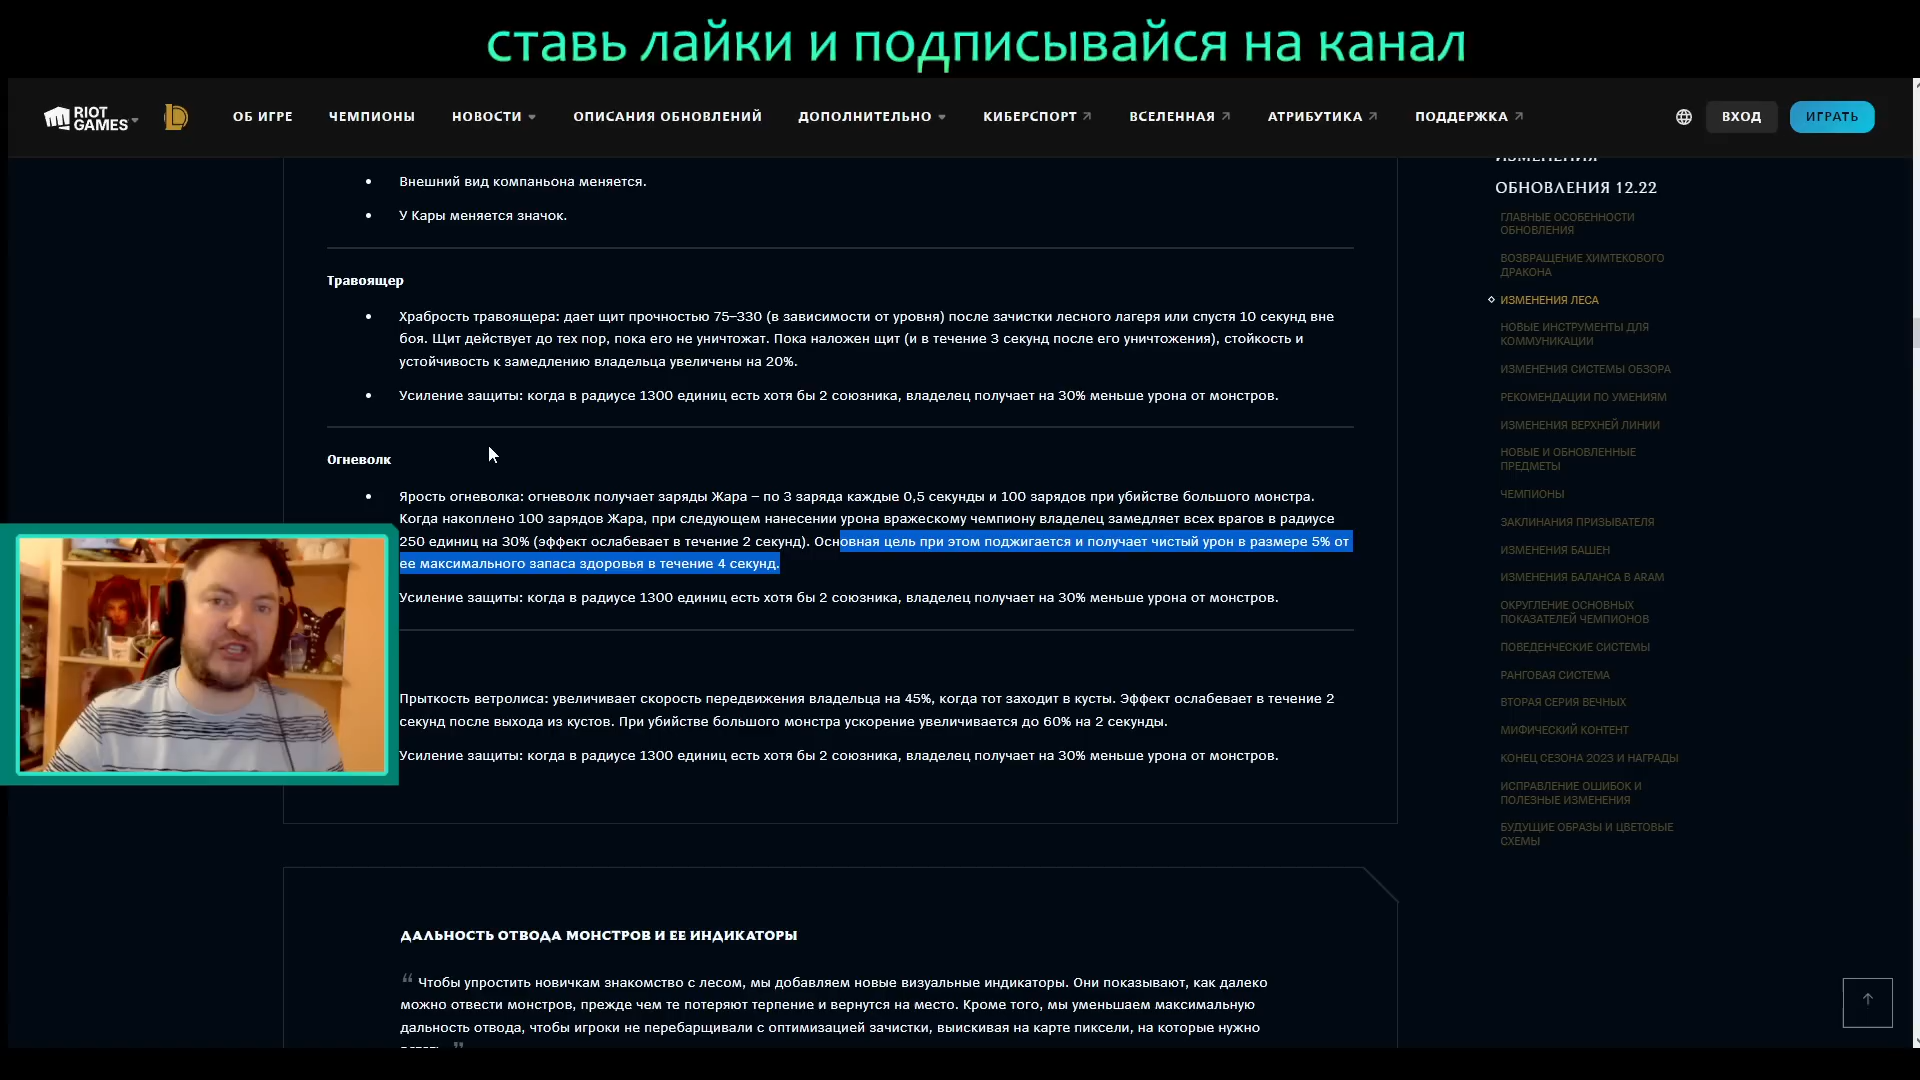 ставь лайки и подписывайся на канал
RIOT GAMES
ОБ ИГРЕ
ЧЕМПИОНЫ
НОВОСТИ
ОПИСАНИЯ ОБНОВЛЕНИЙ
ДОПОЛНИТЕЛЬНО
КИБЕРСПОРТ
ВСЕЛЕННАЯ
АТРИБУТИКА
ПОДДЕРЖКА
ВХОД
ИГРАТЬ
Внешний вид компаньона меняется.
У Кары меняется значок.
Травоящер
Храбрость травоящера: дает щит прочностью 75–330 (в зависимости от уровня) после зачистки лесного лагеря или спустя 10 секунд вне
боя. Щит действует до тех пор, пока его не уничтожат. Пока наложен щит (и в течение 3 секунд после его уничтожения), стойкость и
устойчивость к замедлению владельца увеличены на 20%.
Усиление защиты: когда в радиусе 1300 единиц есть хотя бы 2 союзника, владелец получает на 30% меньше урона от монстров.
Огневолк
Ярость огневолка: огневолк получает заряды Жара – по 3 заряда каждые 0,5 секунды и 100 зарядов при убийстве большого монстра.
Когда накоплено 100 зарядов Жара, при следующем нанесении урона вражескому чемпиону владелец замедляет всех врагов в радиусе
250 единиц на 30% (эффект ослабевает в течение 2 секунд). Основная цель при этом поджигается и получает чистый урон в размере 5% от
ее максимального запаса здоровья в течение 4 секунд.
Усиление защиты: когда в радиусе 1300 единиц есть хотя бы 2 союзника, владелец получает на 30% меньше урона от монстров.
Прыткость ветролиса: увеличивает скорость передвижения владельца на 45%, когда тот заходит в кусты. Эффект ослабевает в течение 2
секунд после выхода из кустов. При убийстве большого монстра ускорение увеличивается до 60% на 2 секунды.
Усиление защиты: когда в радиусе 1300 единиц есть хотя бы 2 союзника, владелец получает на 30% меньше урона от монстров.
ДАЛЬНОСТЬ ОТВОДА МОНСТРОВ И ЕЕ ИНДИКАТОРЫ
“ Чтобы упростить новичкам знакомство с лесом, мы добавляем новые визуальные индикаторы. Они показывают, как далеко
можно отвести монстров, прежде чем те потеряют терпение и вернутся на место. Кроме того, мы уменьшаем максимальную
дальность отвода, чтобы игроки не перебарщивали с оптимизацией зачистки, выискивая на карте пиксели, на которые нужно
ИЗМЕНЕНИЯ
ОБНОВЛЕНИЯ 12.22
ГЛАВНЫЕ ОСОБЕННОСТИ
ОБНОВЛЕНИЯ
ВОЗВРАЩЕНИЕ ХИМТЕКОВОГО
ДРАКОНА
ИЗМЕНЕНИЯ ЛЕСА
НОВЫЕ ИНСТРУМЕНТЫ ДЛЯ
КОММУНИКАЦИИ
ИЗМЕНЕНИЯ СИСТЕМЫ ОБЗОРА
РЕКОМЕНДАЦИИ ПО УМЕНИЯМ
ИЗМЕНЕНИЯ ВЕРХНЕЙ ЛИНИИ
НОВЫЕ И ОБНОВЛЕННЫЕ
ПРЕДМЕТЫ
ЧЕМПИОНЫ
ЗАКЛИНАНИЯ ПРИЗЫВАТЕЛЯ
ИЗМЕНЕНИЯ БАШЕН
ИЗМЕНЕНИЯ БАЛАНСА В ARAM
ОКРУГЛЕНИЕ ОСНОВНЫХ
ПОКАЗАТЕЛЕЙ ЧЕМПИОНОВ
ПОВЕДЕНЧЕСКИЕ СИСТЕМЫ
РАНГОВАЯ СИСТЕМА
ВТОРАЯ СЕРИЯ ВЕЧНЫХ
МИФИЧЕСКИЙ КОНТЕНТ
КОНЕЦ СЕЗОНА 2023 И НАГРАДЫ
ИСПРАВЛЕНИЕ ОШИБОК И
ПОЛЕЗНЫЕ ИЗМЕНЕНИЯ
БУДУЩИЕ ОБРАЗЫ И ЦВЕТОВЫЕ
СХЕМЫ